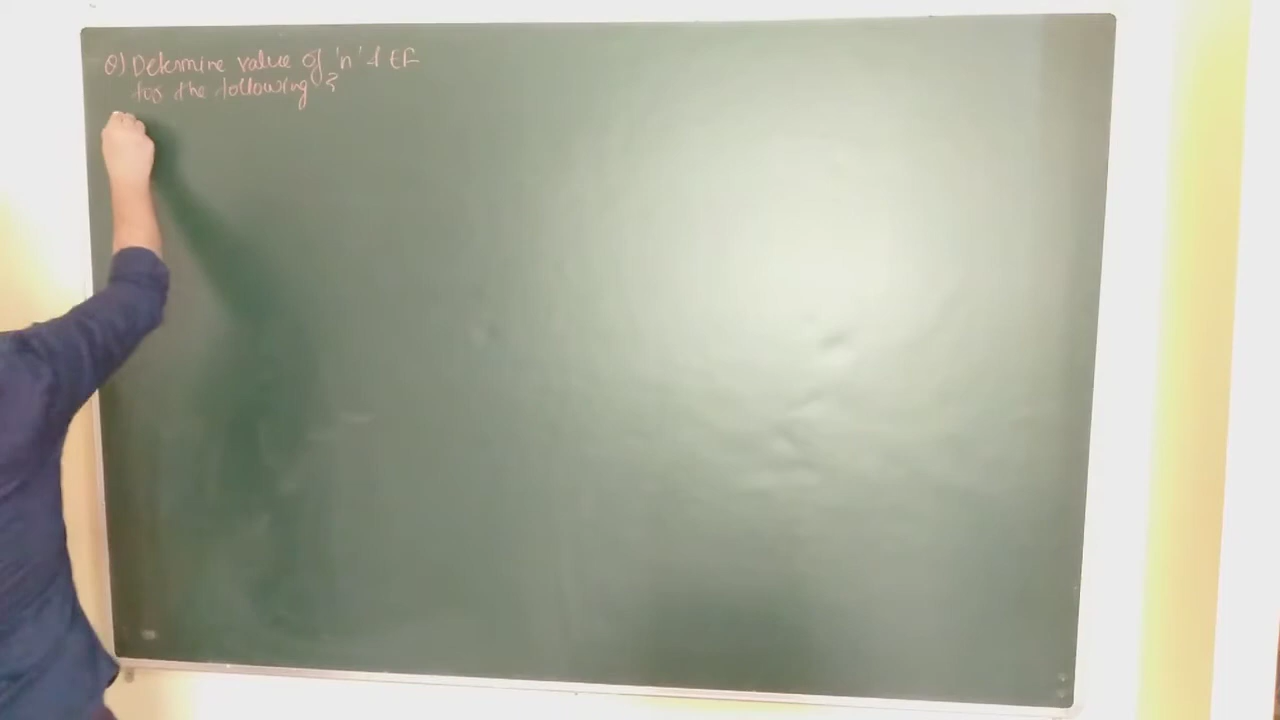 Q) Determine value of 'n' & EF
for the following ?